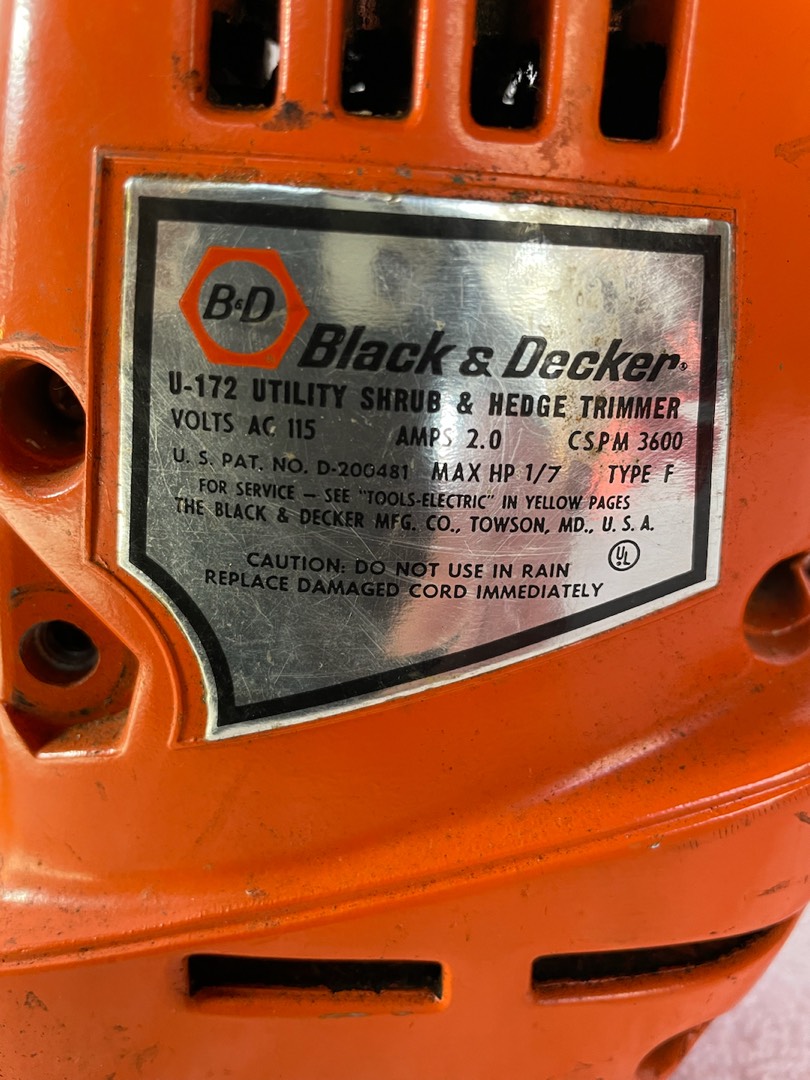 B&D
Black & Decker®
U-172 UTILITY SHRUB & HEDGE TRIMMER
VOLTS AC 115 AMPS 2.0 CSPM 3600
U. S. PAT. NO. D-200481 MAX HP 1/7 TYPE F
FOR SERVICE — SEE "TOOLS-ELECTRIC" IN YELLOW PAGES
THE BLACK & DECKER MFG. CO., TOWSON, MD., U. S. A.
UL
CAUTION: DO NOT USE IN RAIN
REPLACE DAMAGED CORD IMMEDIATELY